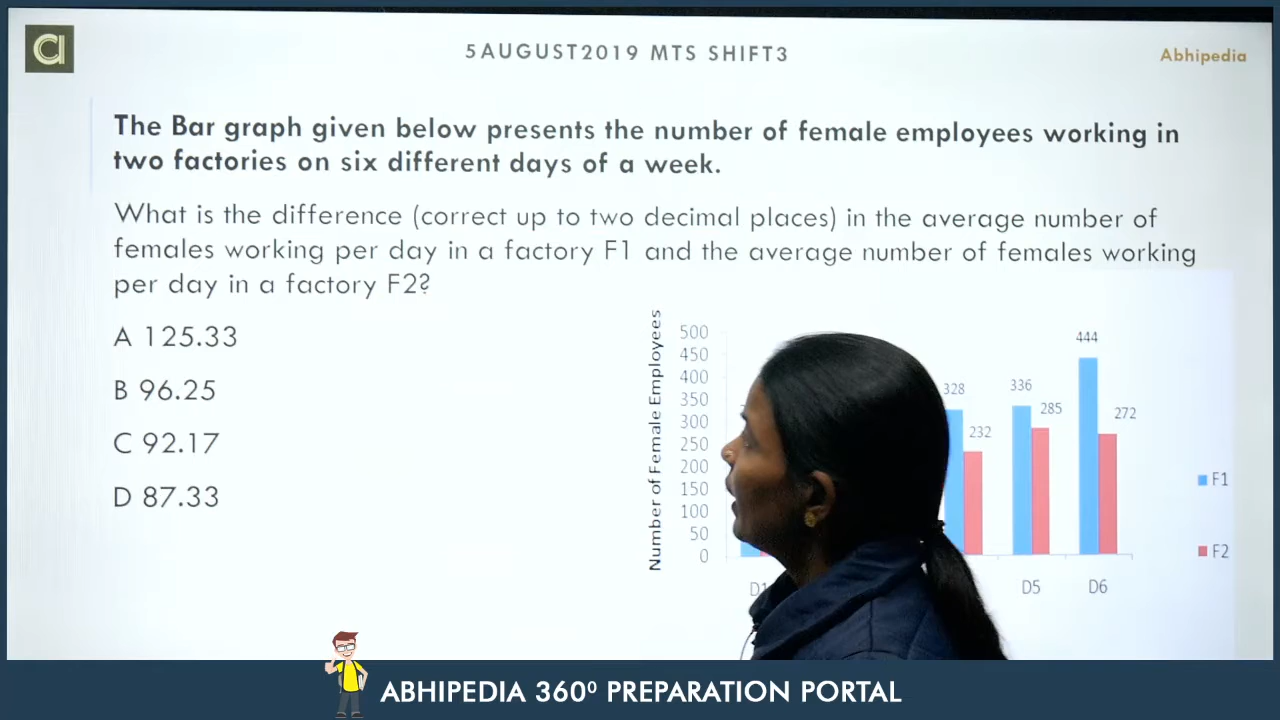 5AUGUST2019 MTS SHIFT3
Abhipedia
The Bar graph given below presents the number of female employees working in
two factories on six different days of a week.
What is the difference (correct up to two decimal places) in the average number of
females working per day in a factory F1 and the average number of females working
per day in a factory F2?
A 125.33
B 96.25
C 92.17
D 87.33
Number of Female Employees
500
450
400
350
300
250
200
150
100
50
0
328
232
336
285
444
272
D1
D5
D6
F1
F2
ABHIPEDIA 360⁰ PREPARATION PORTAL